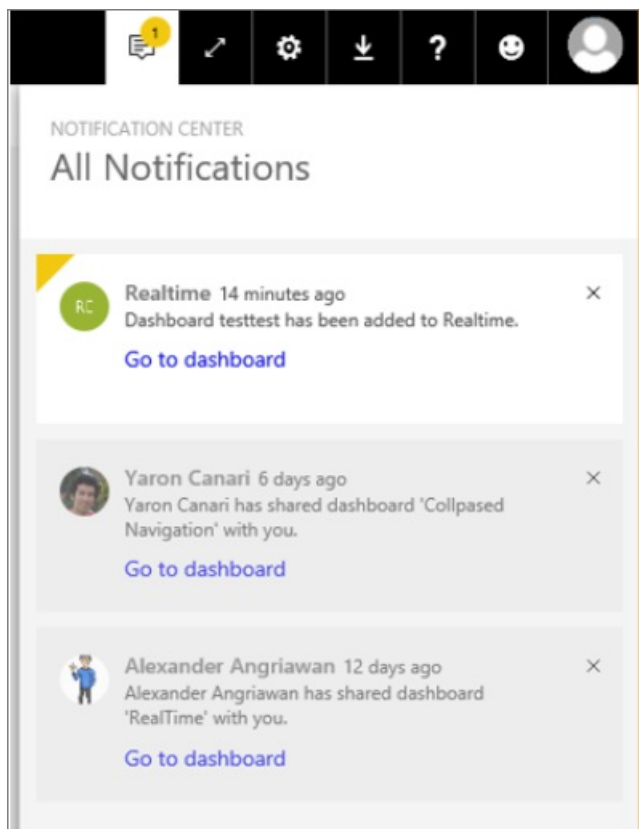 1
?
NOTIFICATION CENTER
All Notifications
Realtime 14 minutes ago
Dashboard testtest has been added to Realtime.
Go to dashboard
Yaron Canari 6 days ago
Yaron Canari has shared dashboard 'Collpased
Navigation' with you.
Go to dashboard
Alexander Angriawan 12 days ago
Alexander Angriawan has shared dashboard
'RealTime' with you.
Go to dashboard